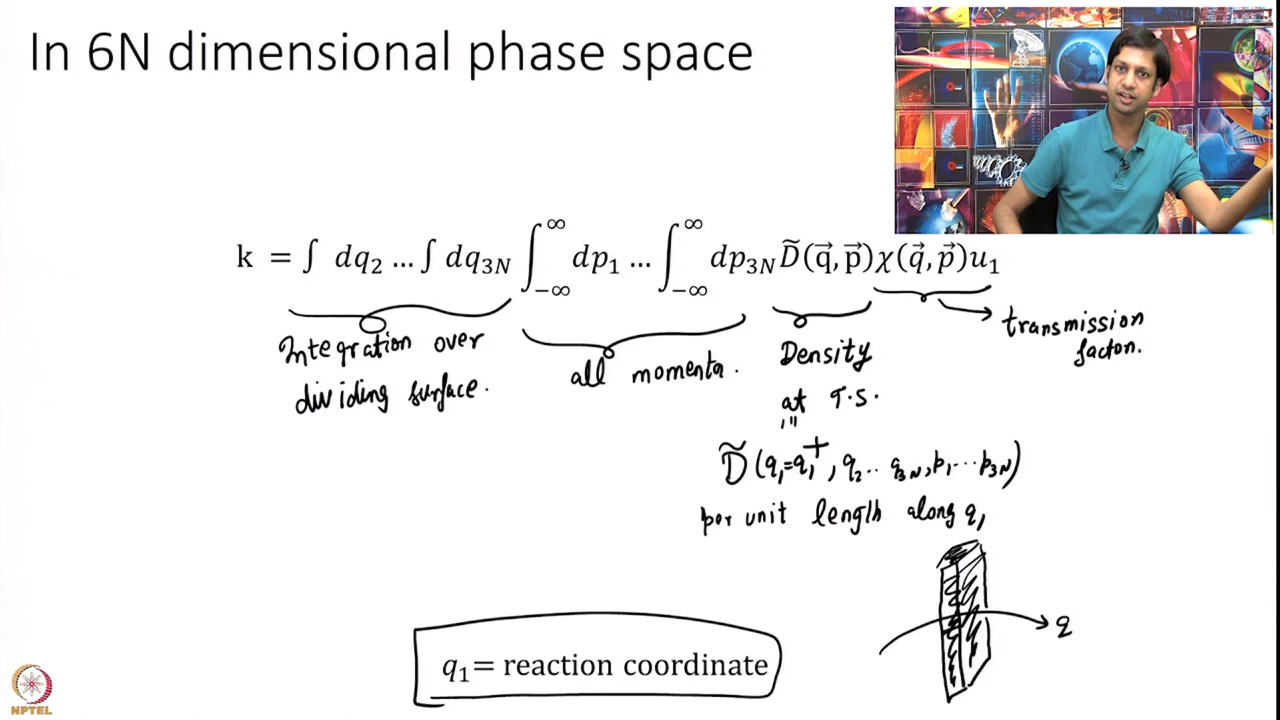 In 6N dimensional phase space
k = ∫ dq₂ … ∫ dq₃N ∫₋∞^∞ dp₁ … ∫₋∞^∞ dp₃N D̃(q⃗,p⃗)χ(q⃗,p⃗)u₁
Integration over
dividing surface.
all momenta.
Density
at T.S.
transmission
factor.
D̃(q₁=q₁‡, q₂.. q₃N, p₁...p₃N)
per unit length along q₁
q
q₁= reaction coordinate
NPTEL